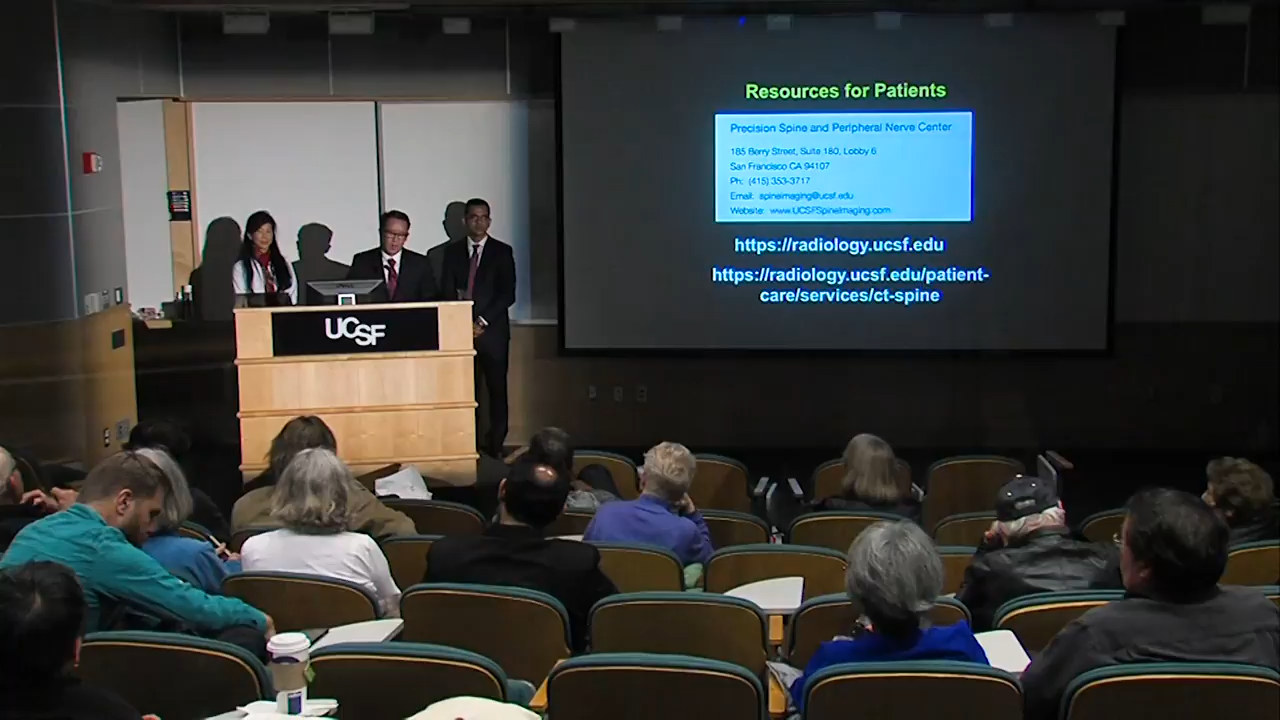 Resources for Patients
Precision Spine and Peripheral Nerve Center
185 Berry Street, Suite 180, Lobby 6
San Francisco CA 94107
Ph: (415) 353-3717
Email: spineimaging@ucsf.edu
Website: www.UCSFSpineImaging.com
https://radiology.ucsf.edu
https://radiology.ucsf.edu/patient-
care/services/ct-spine
UCSF